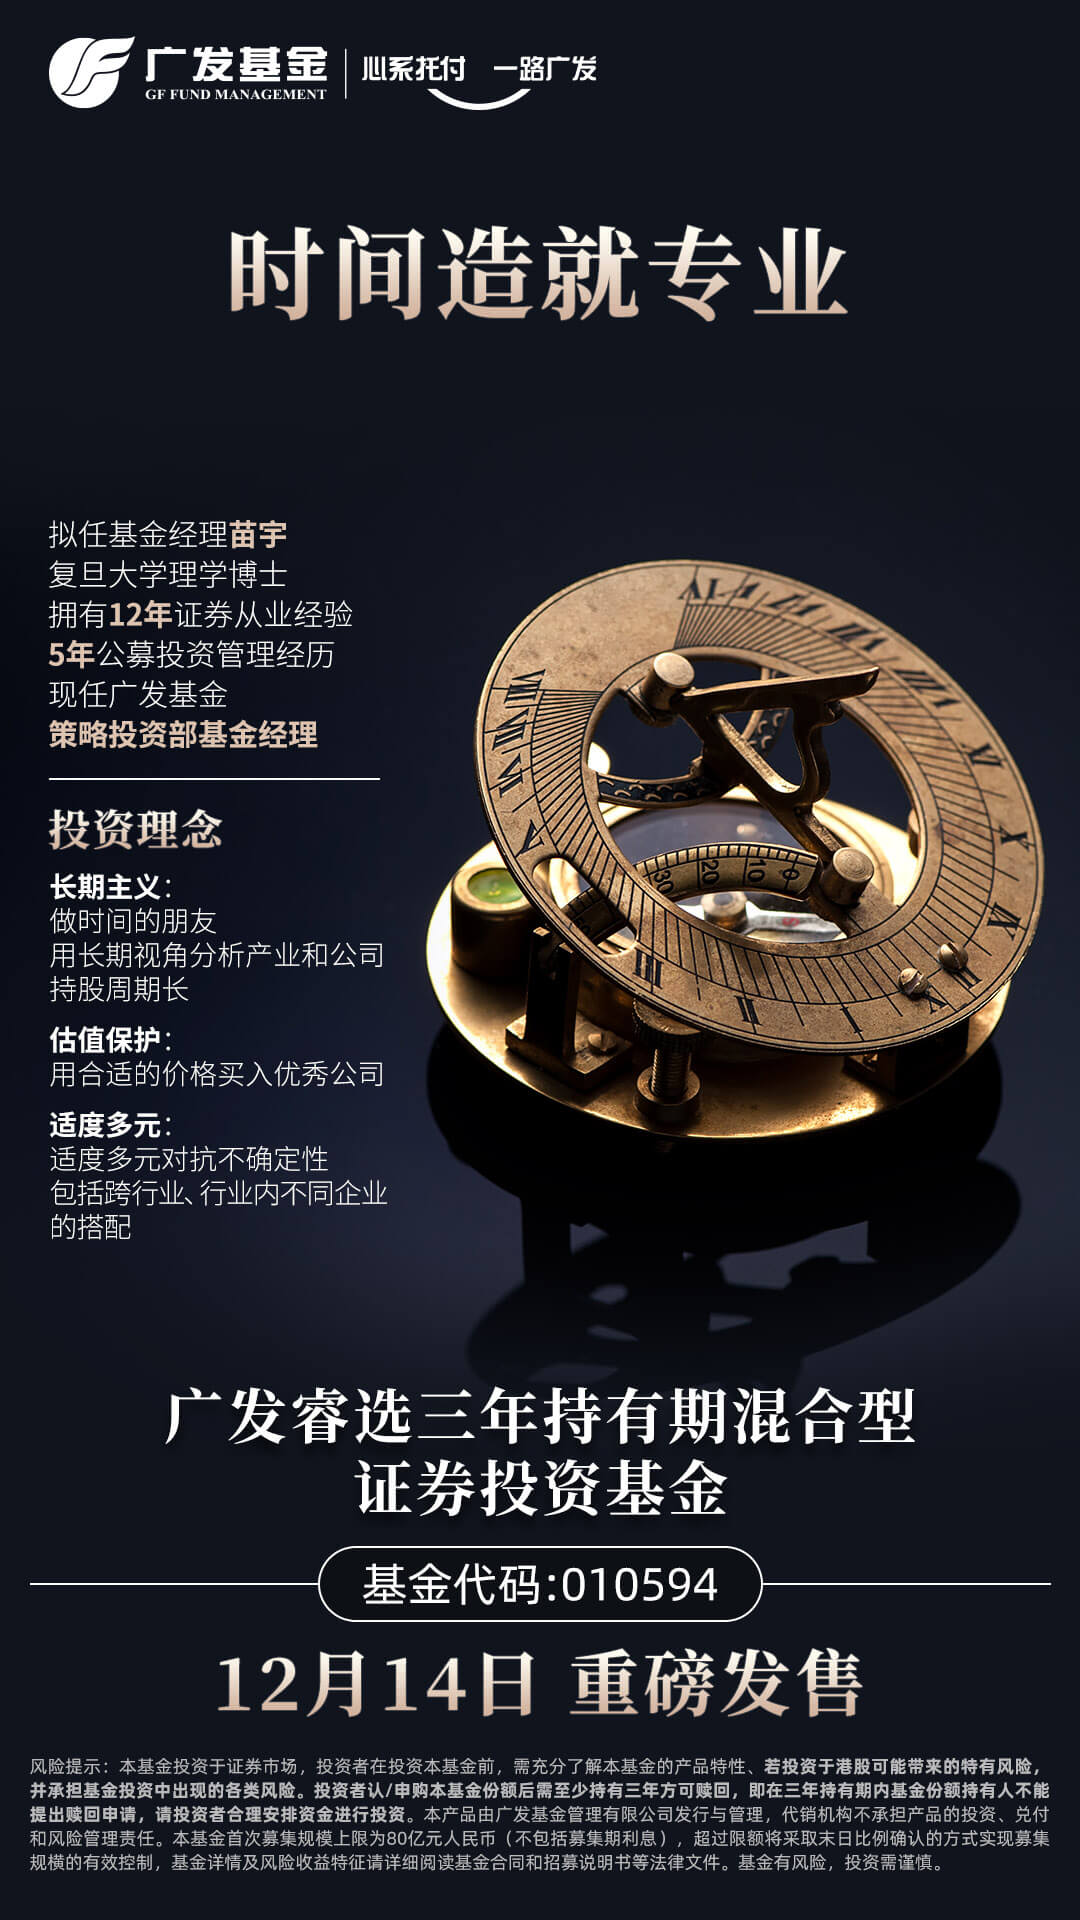 广发基金
GF FUND MANAGEMENT
心系托付 一路广发
时间造就专业
拟任基金经理苗宇
复旦大学理学博士
拥有12年证券从业经验
5年公募投资管理经历
现任广发基金
策略投资部基金经理
投资理念
长期主义:
做时间的朋友
用长期视角分析产业和公司
持股周期长
估值保护:
用合适的价格买入优秀公司
适度多元:
适度多元对抗不确定性
包括跨行业、行业内不同企业
的搭配
30 20 10 0
广发睿选三年持有期混合型
证券投资基金
基金代码:010594
12月14日 重磅发售
风险提示：本基金投资于证券市场，投资者在投资本基金前，需充分了解本基金的产品特性、若投资于港股可能带来的特有风险，
并承担基金投资中出现的各类风险。投资者认/申购本基金份额后需至少持有三年方可赎回，即在三年持有期内基金份额持有人不能
提出赎回申请，请投资者合理安排资金进行投资。本产品由广发基金管理有限公司发行与管理，代销机构不承担产品的投资、兑付
和风险管理责任。本基金首次募集规模上限为80亿元人民币（不包括募集期利息），超过限额将采取末日比例确认的方式实现募集
规模的有效控制，基金详情及风险收益特征请详细阅读基金合同和招募说明书等法律文件。基金有风险，投资需谨慎。